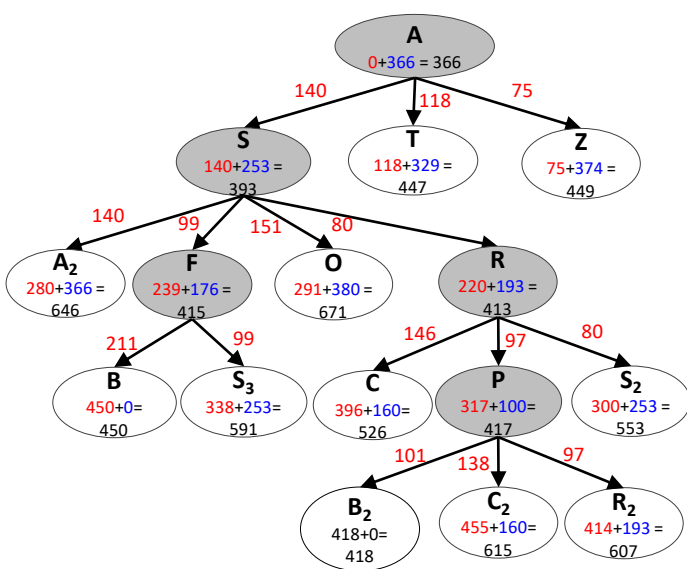 A
0+366 = 366
140
118
75
S
140+253 =
393
T
118+329 =
447
Z
75+374 =
449
140
99
151
80
A2
280+366 =
646
F
239+176 =
415
O
291+380 =
671
R
220+193 =
413
211
99
146
97
80
B
450+0=
450
S3
338+253=
591
C
396+160=
526
P
317+100=
417
S2
300+253=
553
101
138
97
B2
418+0=
418
C2
455+160=
615
R2
414+193=
607